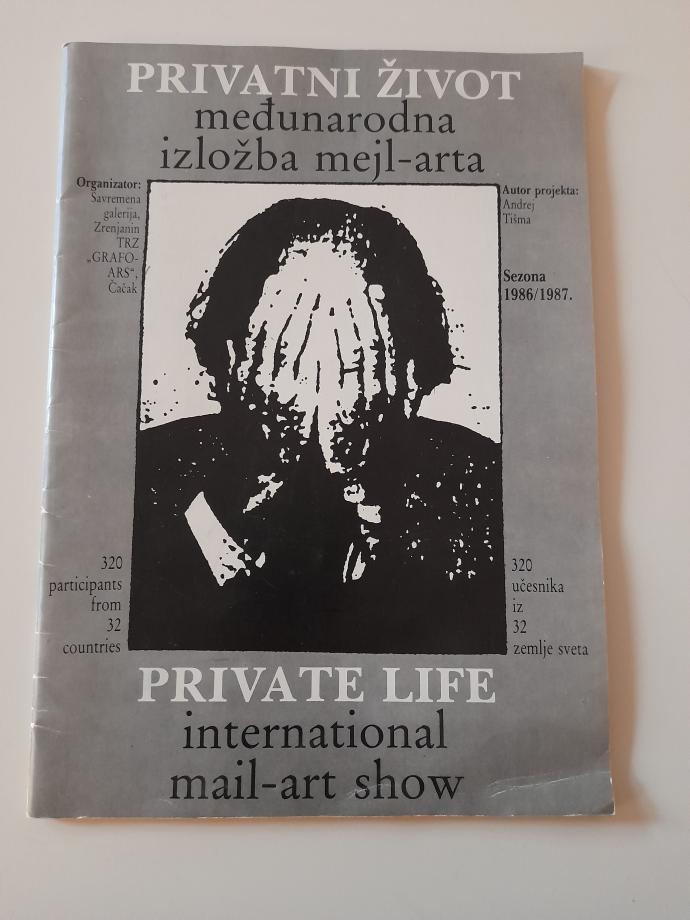 PRIVATNI ŽIVOT
međunarodna
izložba mejl-arta
Organizator:
Savremena
galerija,
Zrenjanin
TRZ
„GRAFO-
ARS“,
Čačak
Autor projekta:
Andrej
Tišma
Sezona
1986/1987.
320
participants
from
32
countries
320
učesnika
iz
32
zemlje sveta
PRIVATE LIFE
international
mail-art show